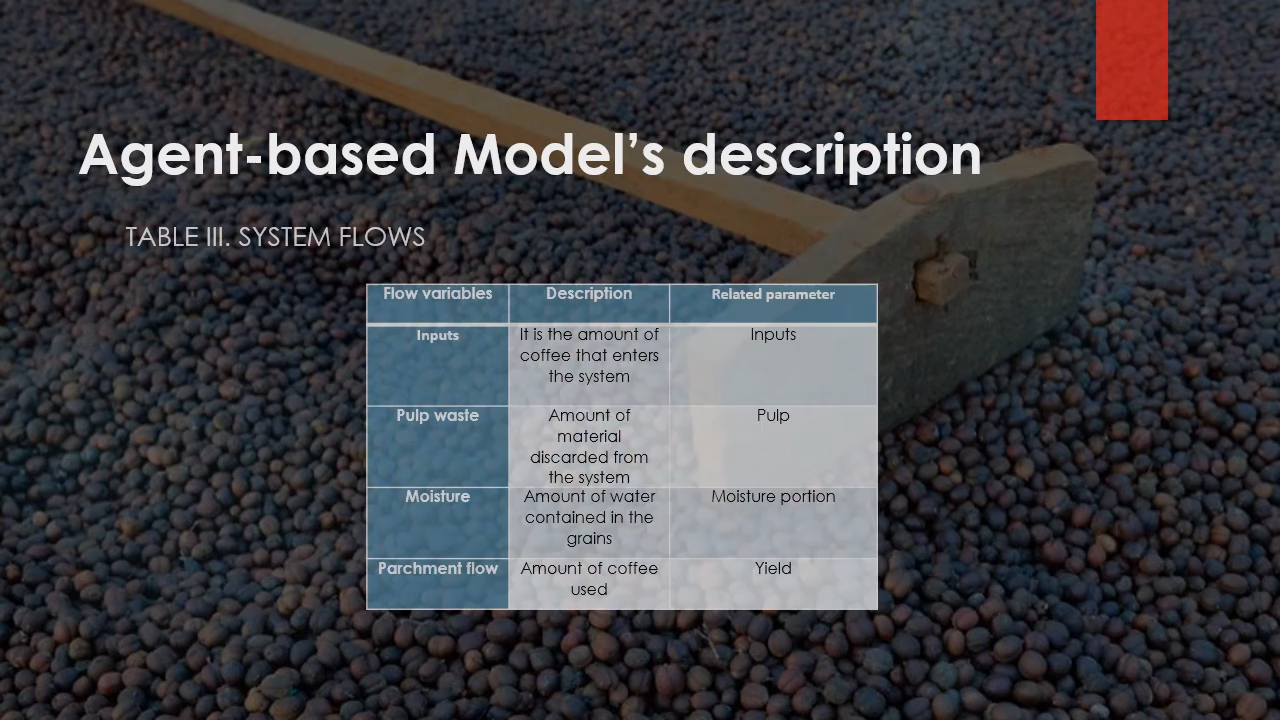 Agent-based Model’s description
TABLE III. SYSTEM FLOWS
Flow variables Description Related parameter
Inputs It is the amount of Inputs
coffee that enters
the system
Pulp waste Amount of Pulp
material
discarded from
the system
Moisture Amount of water Moisture portion
contained in the
grains
Parchment flow Amount of coffee Yield
used